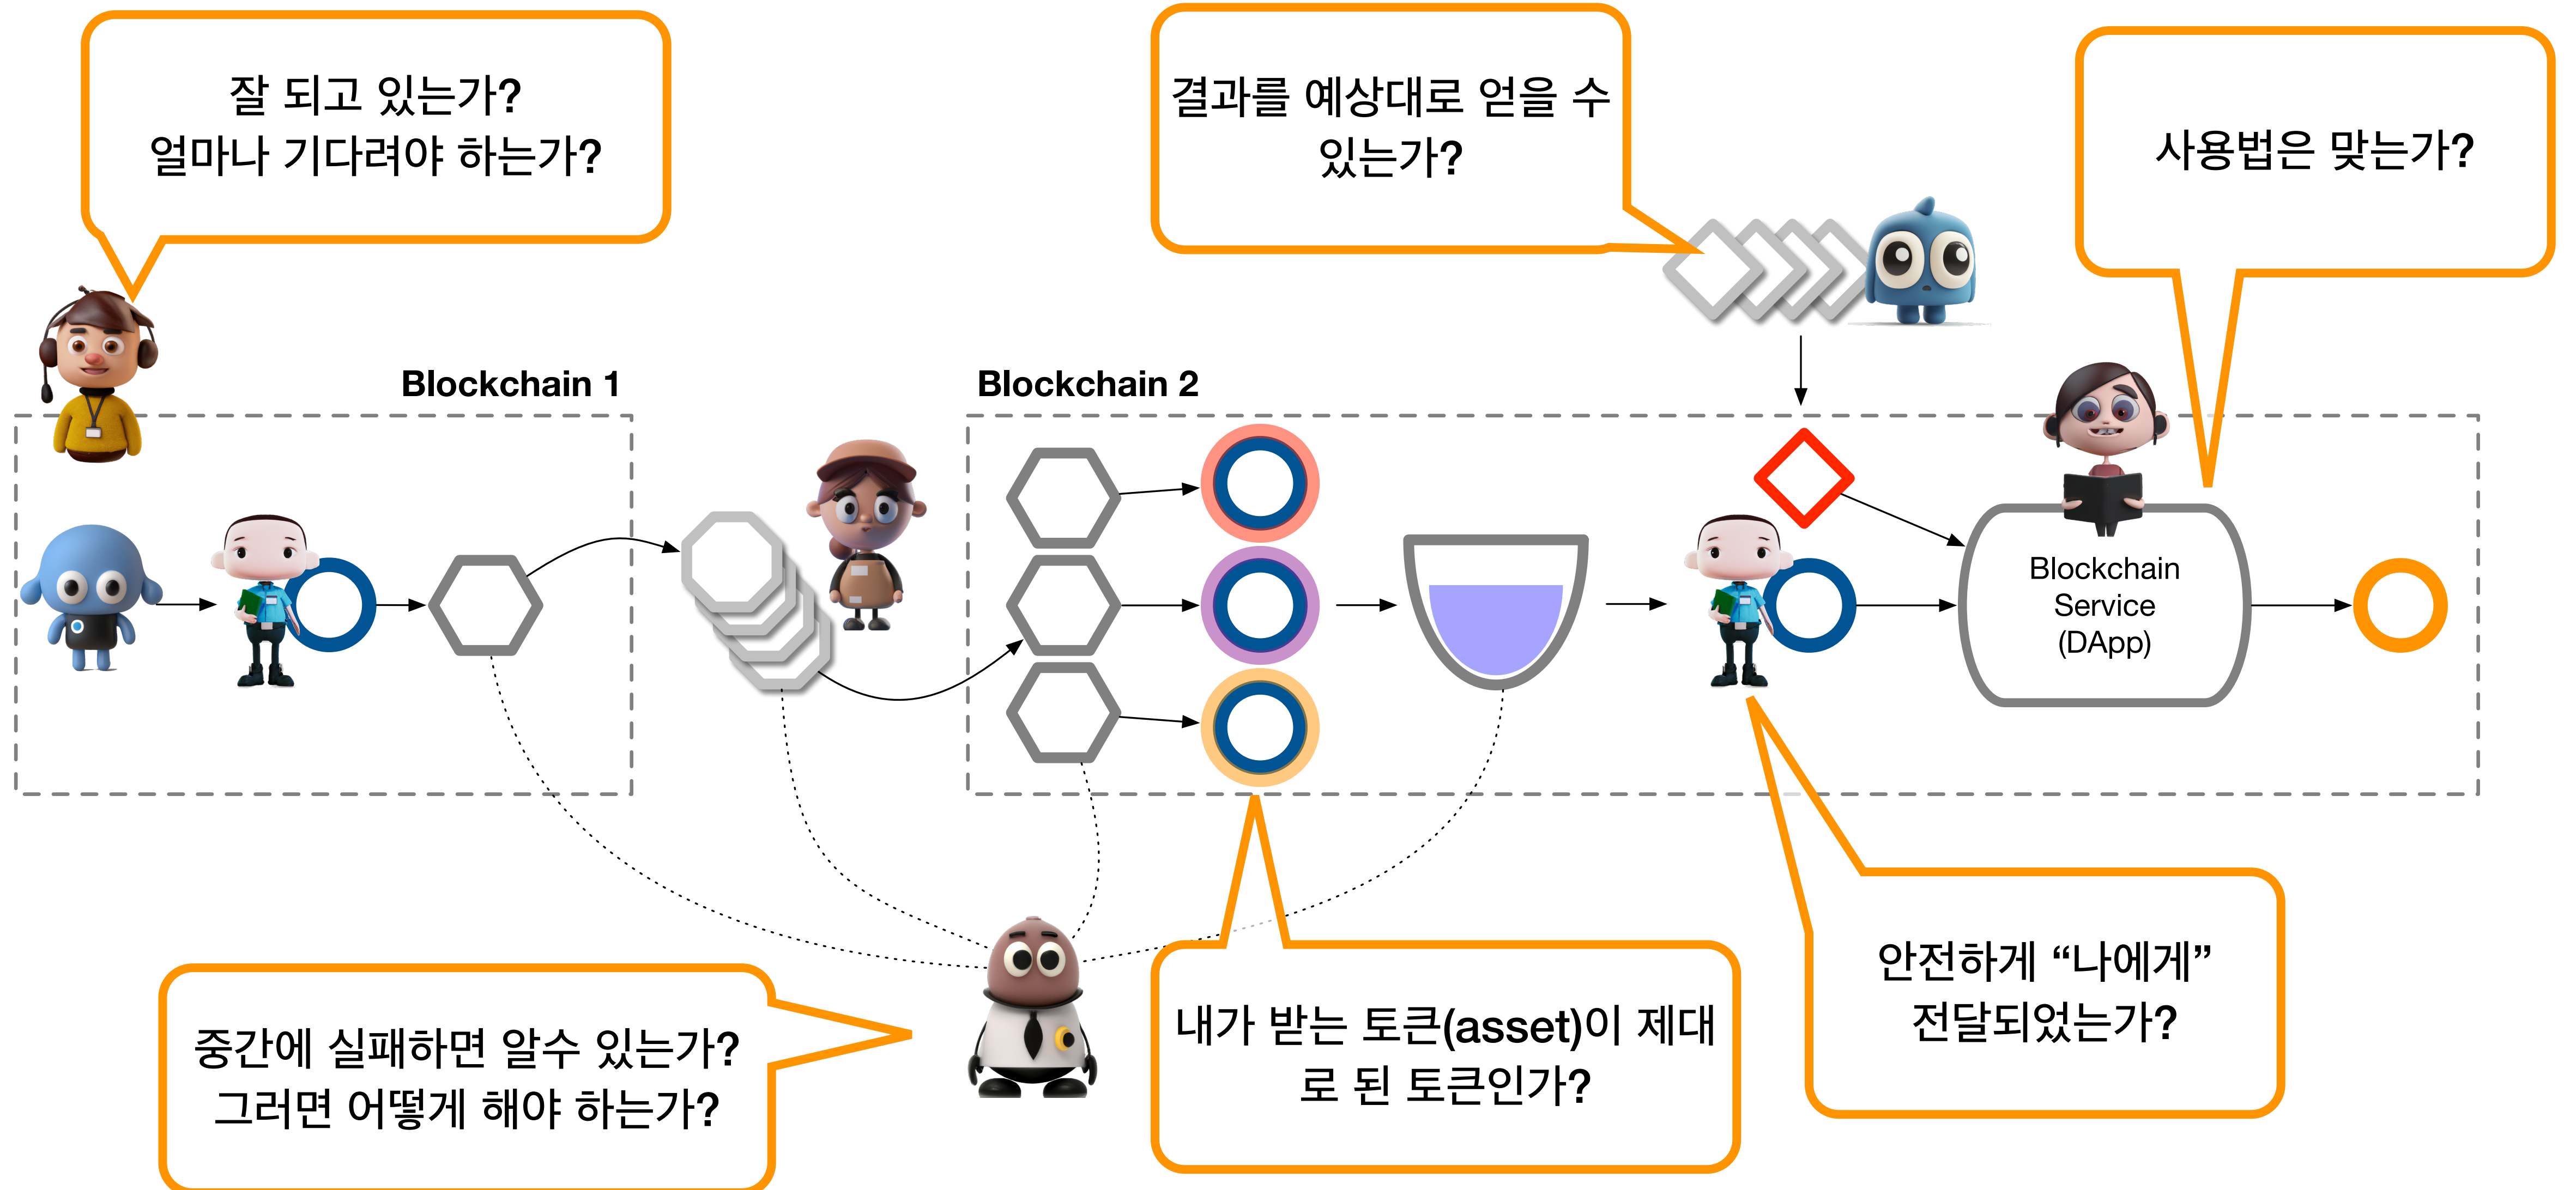 잘 되고 있는가?
얼마나 기다려야 하는가?
결과를 예상대로 얻을 수
있는가?
사용법은 맞는가?
Blockchain 1
Blockchain 2
Blockchain
Service
(DApp)
중간에 실패하면 알수 있는가?
그러면 어떻게 해야 하는가?
내가 받는 토큰(asset)이 제대
로 된 토큰인가?
안전하게 “나에게”
전달되었는가?